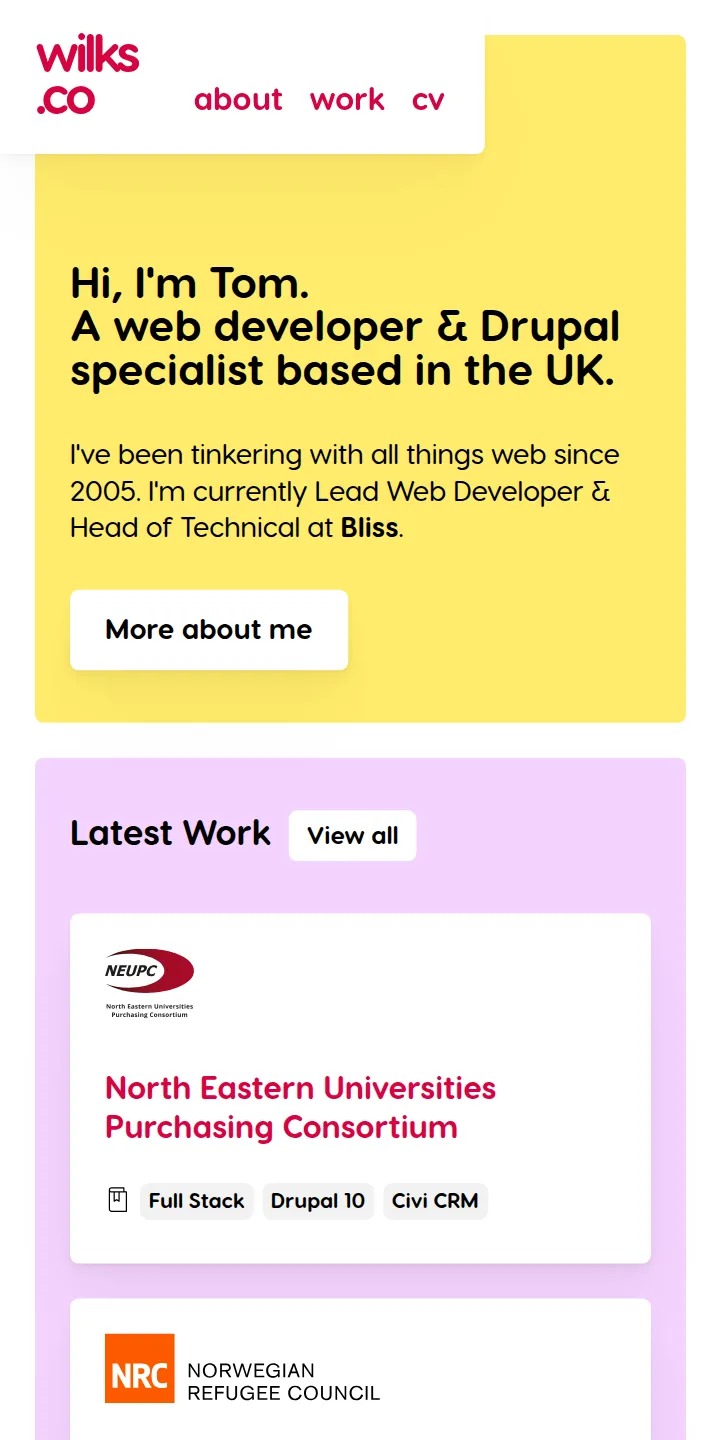 wilks
.co
about work cv
Hi, I'm Tom.
A web developer & Drupal
specialist based in the UK.
I've been tinkering with all things web since
2005. I'm currently Lead Web Developer &
Head of Technical at Bliss.
More about me
Latest Work View all
NEUPC
North Eastern Universities
Purchasing Consortium
North Eastern Universities
Purchasing Consortium
Full Stack Drupal 10 Civi CRM
NRC
NORWEGIAN
REFUGEE COUNCIL